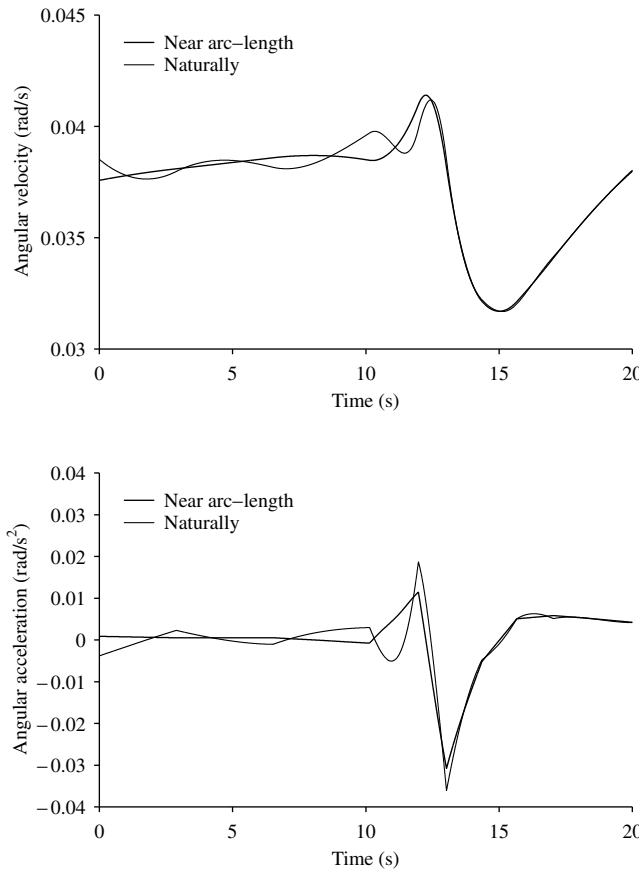 0.045
Near arc–length
Naturally
0.04
0.035
0.03
Angular velocity (rad/s)
0 5 10 15 20
Time (s)
0.04
0.03
Near arc–length
Naturally
0.02
0.01
0
−0.01
−0.02
−0.03
−0.04
Angular acceleration (rad/s²)
0 5 10 15 20
Time (s)